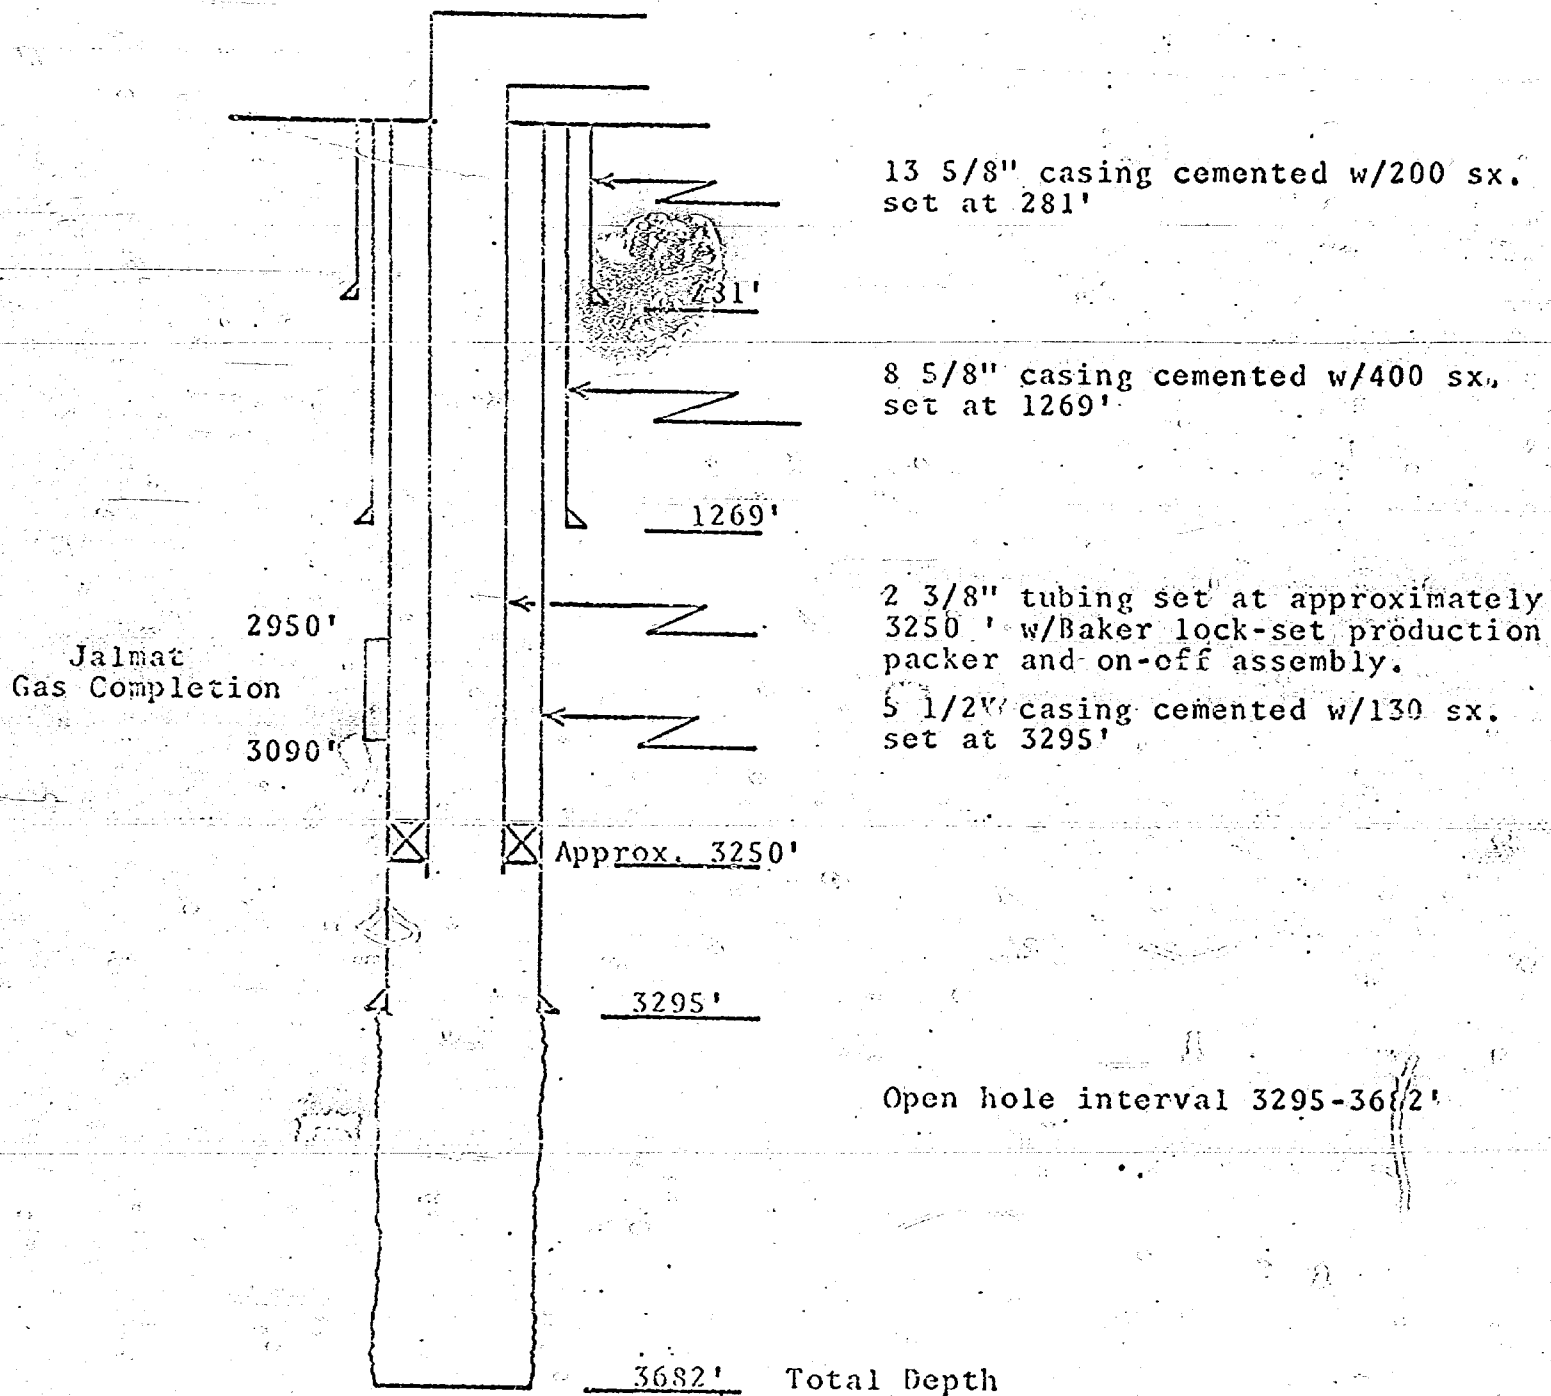 13 5/8" casing cemented w/200 sx.
set at 281'
281'
8 5/8" casing cemented w/400 sx.
set at 1269'
1269'
2950'
Jalmat
Gas Completion
3090'
2 3/8" tubing set at approximately
3250 ' w/Baker lock-set production
packer and on-off assembly.
5 1/2" casing cemented w/130 sx.
set at 3295'
Approx. 3250'
3295'
Open hole interval 3295-3682'
3682' Total Depth